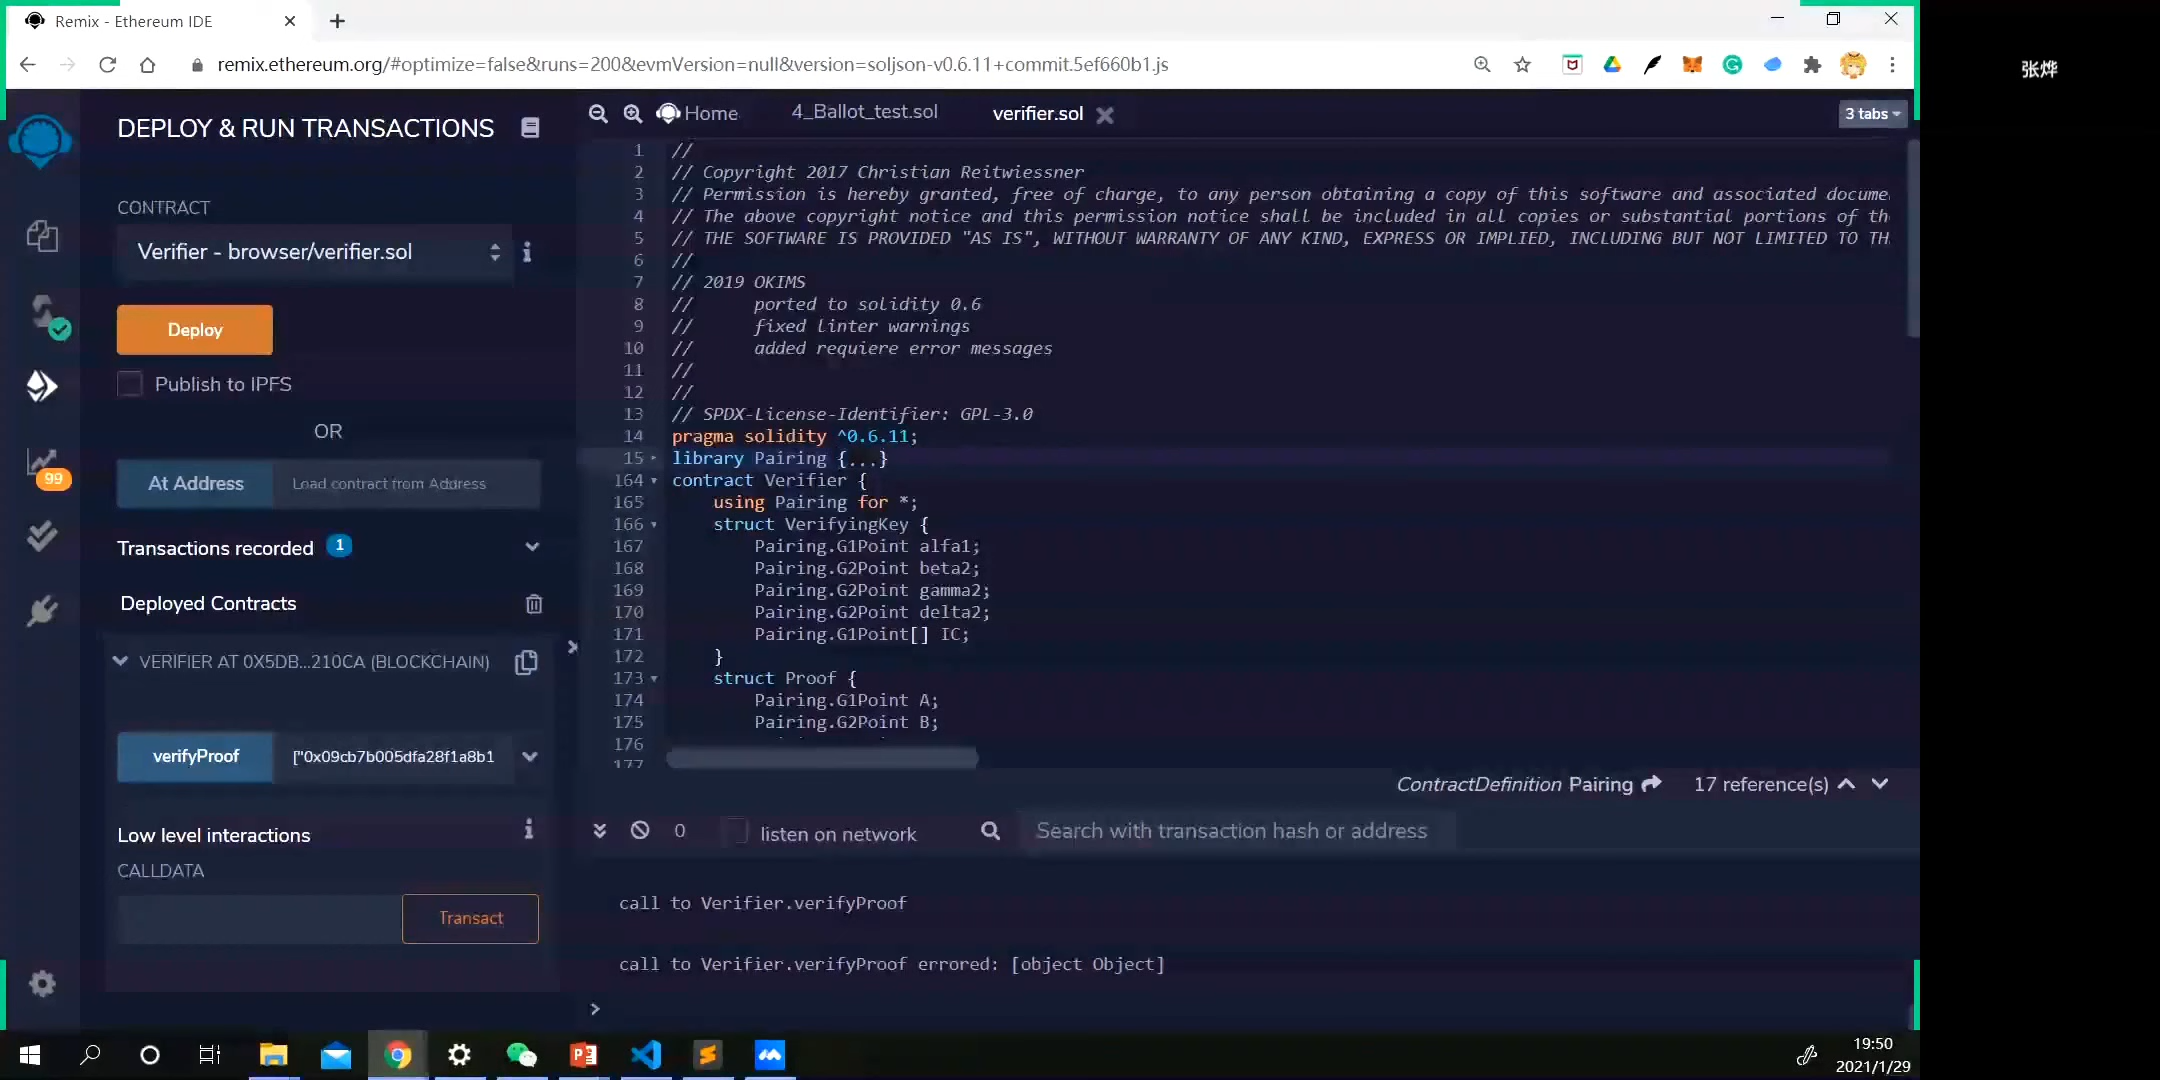 Remix - Ethereum IDE
remix.ethereum.org/#optimize=false&runs=200&evmVersion=null&version=soljson-v0.6.11+commit.5ef660b1.js
张烨
DEPLOY & RUN TRANSACTIONS
CONTRACT
Verifier - browser/verifier.sol
Deploy
Publish to IPFS
OR
At Address
Load contract from Address
99
Transactions recorded 1
Deployed Contracts
VERIFIER AT 0X5DB...210CA (BLOCKCHAIN)
verifyProof
["0x09cb7b005dfa28f1a8b1
Low level interactions
CALLDATA
Transact
Home
4_Ballot_test.sol
verifier.sol
3 tabs
1 //
2 // Copyright 2017 Christian Reitwiessner
3 // Permission is hereby granted, free of charge, to any person obtaining a copy of this software and associated docume
4 // The above copyright notice and this permission notice shall be included in all copies or substantial portions of th
5 // THE SOFTWARE IS PROVIDED "AS IS", WITHOUT WARRANTY OF ANY KIND, EXPRESS OR IMPLIED, INCLUDING BUT NOT LIMITED TO TH
6 //
7 // 2019 OKIMS
8 // ported to solidity 0.6
9 // fixed linter warnings
10 // added requiere error messages
11 //
12 //
13 // SPDX-License-Identifier: GPL-3.0
14 pragma solidity ^0.6.11;
15 library Pairing {...}
164 contract Verifier {
165 using Pairing for *;
166 struct VerifyingKey {
167 Pairing.G1Point alfa1;
168 Pairing.G2Point beta2;
169 Pairing.G2Point gamma2;
170 Pairing.G2Point delta2;
171 Pairing.G1Point[] IC;
172 }
173 struct Proof {
174 Pairing.G1Point A;
175 Pairing.G2Point B;
176
177
ContractDefinition Pairing
17 reference(s)
0
listen on network
Search with transaction hash or address
call to Verifier.verifyProof
call to Verifier.verifyProof errored: [object Object]
>
19:50
2021/1/29